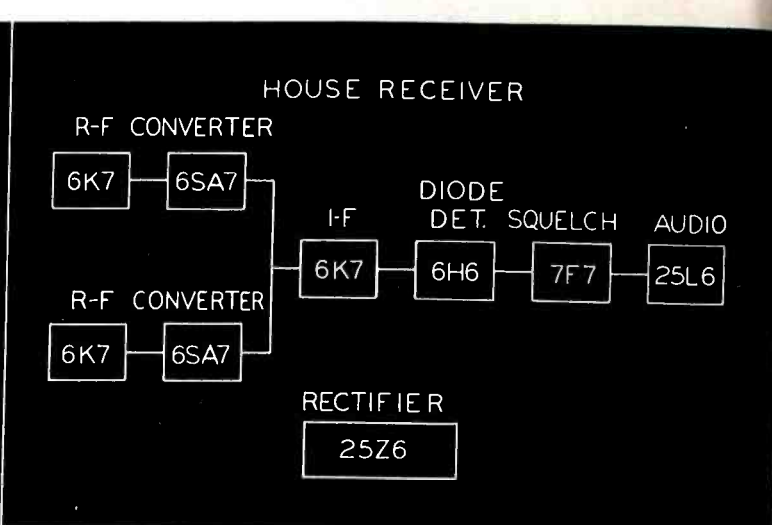 HOUSE RECEIVER
R-F CONVERTER
6K7 6SA7
DIODE
I-F DET. SQUELCH AUDIO
6K7 6H6 7F7 25L6
R-F CONVERTER
6K7 6SA7
RECTIFIER
25Z6